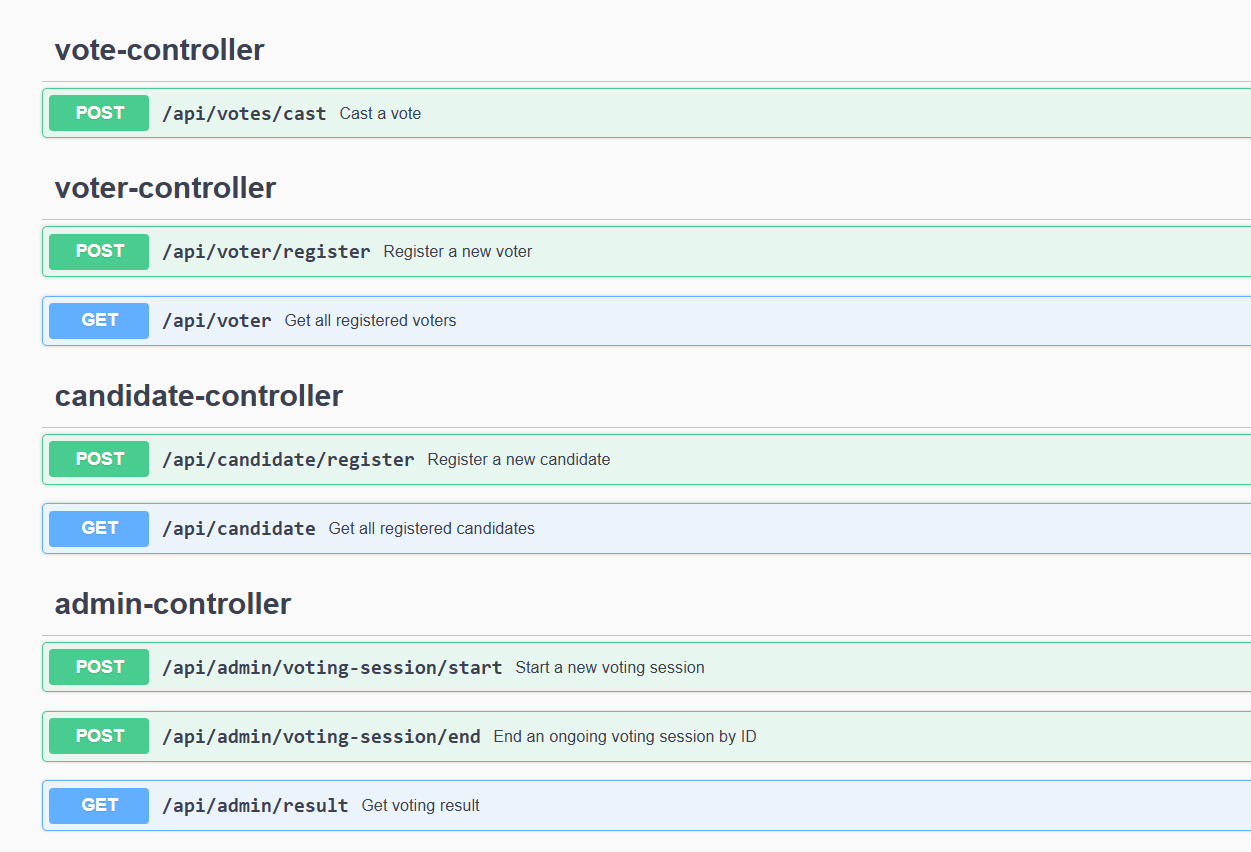 vote-controller
POST /api/votes/cast Cast a vote
voter-controller
POST /api/voter/register Register a new voter
GET /api/voter Get all registered voters
candidate-controller
POST /api/candidate/register Register a new candidate
GET /api/candidate Get all registered candidates
admin-controller
POST /api/admin/voting-session/start Start a new voting session
POST /api/admin/voting-session/end End an ongoing voting session by ID
GET /api/admin/result Get voting result